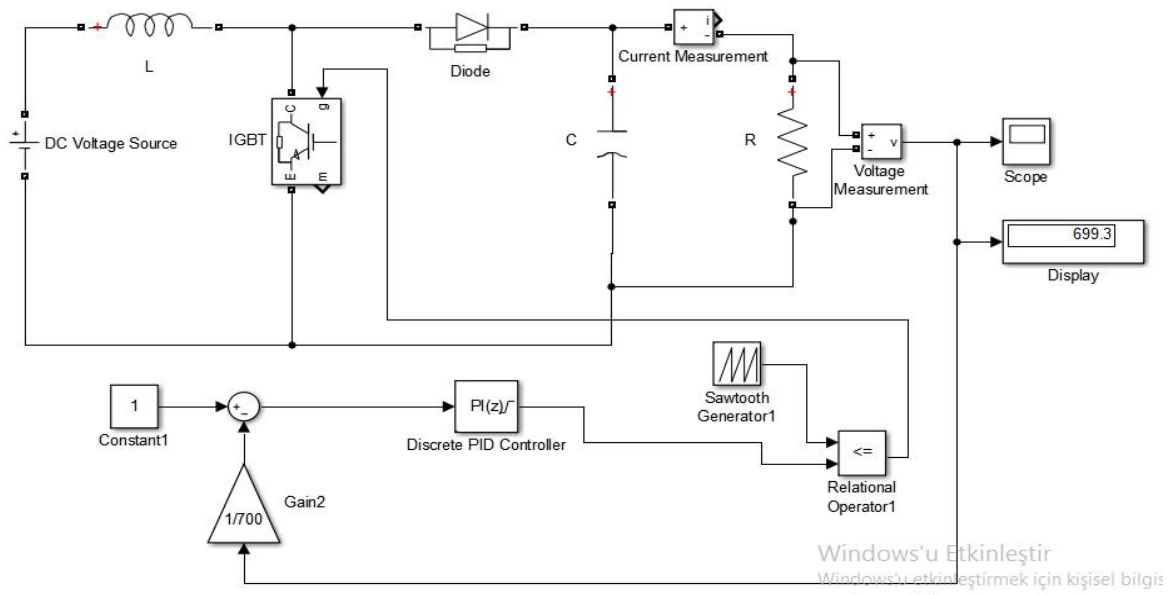 L
DC Voltage Source
C
g
IGBT
E
m
Diode
+
i
-
Current Measurement
C
R
+
-
v
Voltage
Measurement
Scope
699.3
Display
1
Constant1
+
-
PI(z)
Discrete PID Controller
1/700
Gain2
Sawtooth
Generator1
<=
Relational
Operator1
Windows'u Etkinleştir
Windows'u etkinleştirmek için kişisel bilgis